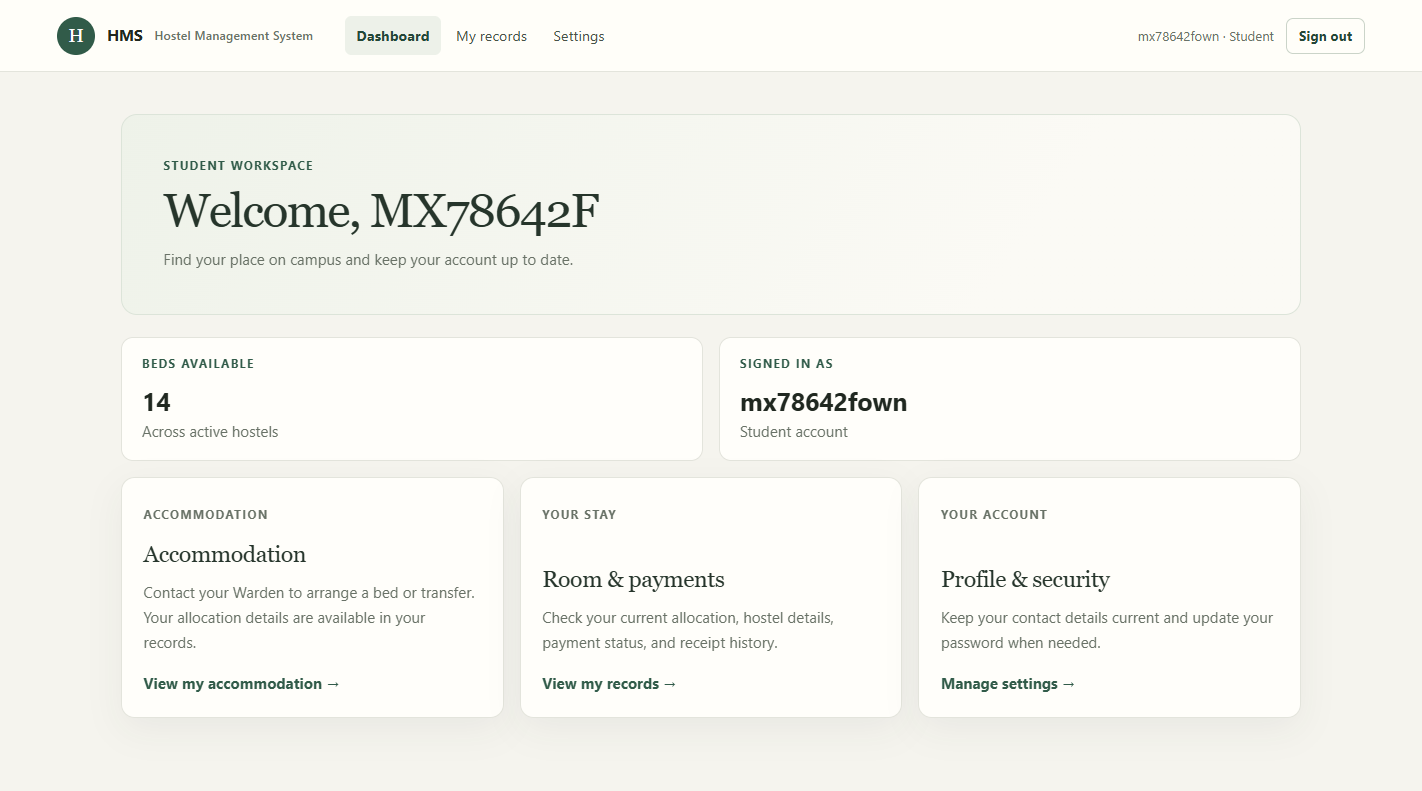 H HMS Hostel Management System Dashboard My records Settings mx78642fown · Student Sign out
STUDENT WORKSPACE
Welcome, MX78642F
Find your place on campus and keep your account up to date.
BEDS AVAILABLE
14
Across active hostels
SIGNED IN AS
mx78642fown
Student account
ACCOMMODATION
Accommodation
Contact your Warden to arrange a bed or transfer.
Your allocation details are available in your
records.
View my accommodation →
YOUR STAY
Room & payments
Check your current allocation, hostel details,
payment status, and receipt history.
View my records →
YOUR ACCOUNT
Profile & security
Keep your contact details current and update your
password when needed.
Manage settings →